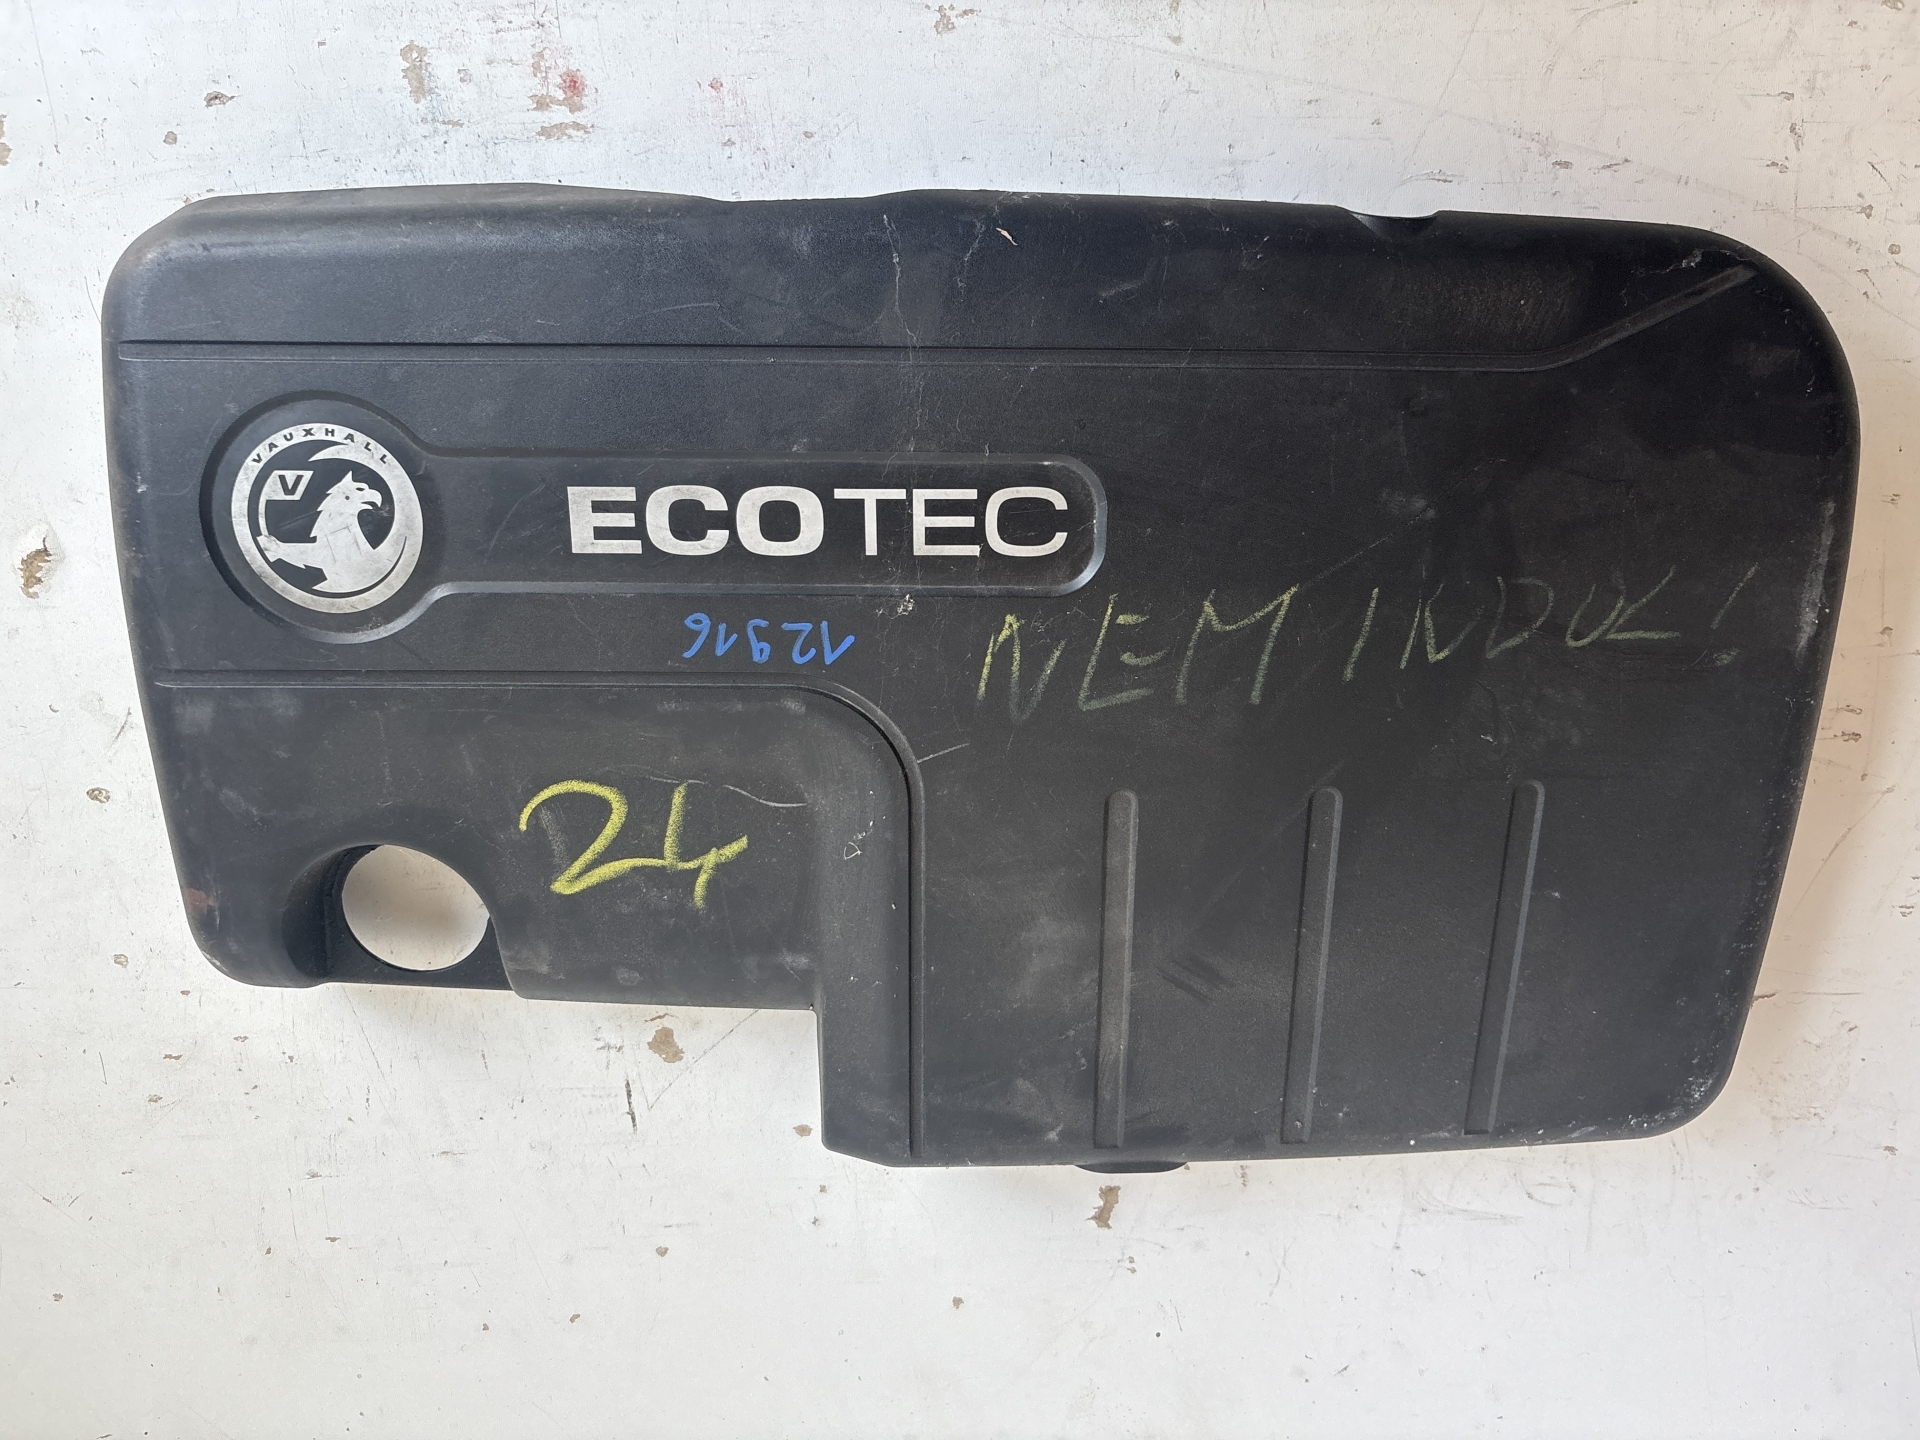 VAUXHALL
V
ECOTEC
12916
NEM INDUL!
24